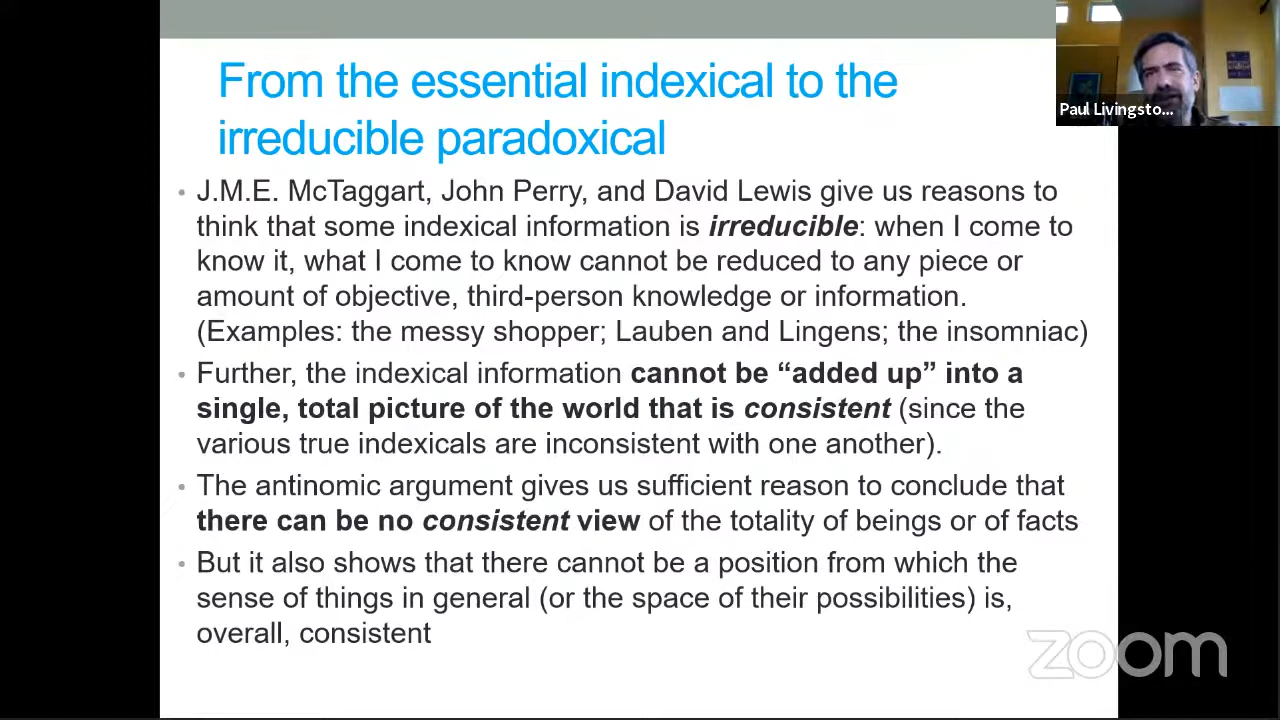 From the essential indexical to the
irreducible paradoxical
Paul Livingsto...
• J.M.E. McTaggart, John Perry, and David Lewis give us reasons to
think that some indexical information is irreducible: when I come to
know it, what I come to know cannot be reduced to any piece or
amount of objective, third-person knowledge or information.
(Examples: the messy shopper; Lauben and Lingens; the insomniac)
• Further, the indexical information cannot be “added up” into a
single, total picture of the world that is consistent (since the
various true indexicals are inconsistent with one another).
• The antinomic argument gives us sufficient reason to conclude that
there can be no consistent view of the totality of beings or of facts
• But it also shows that there cannot be a position from which the
sense of things in general (or the space of their possibilities) is,
overall, consistent
zoom